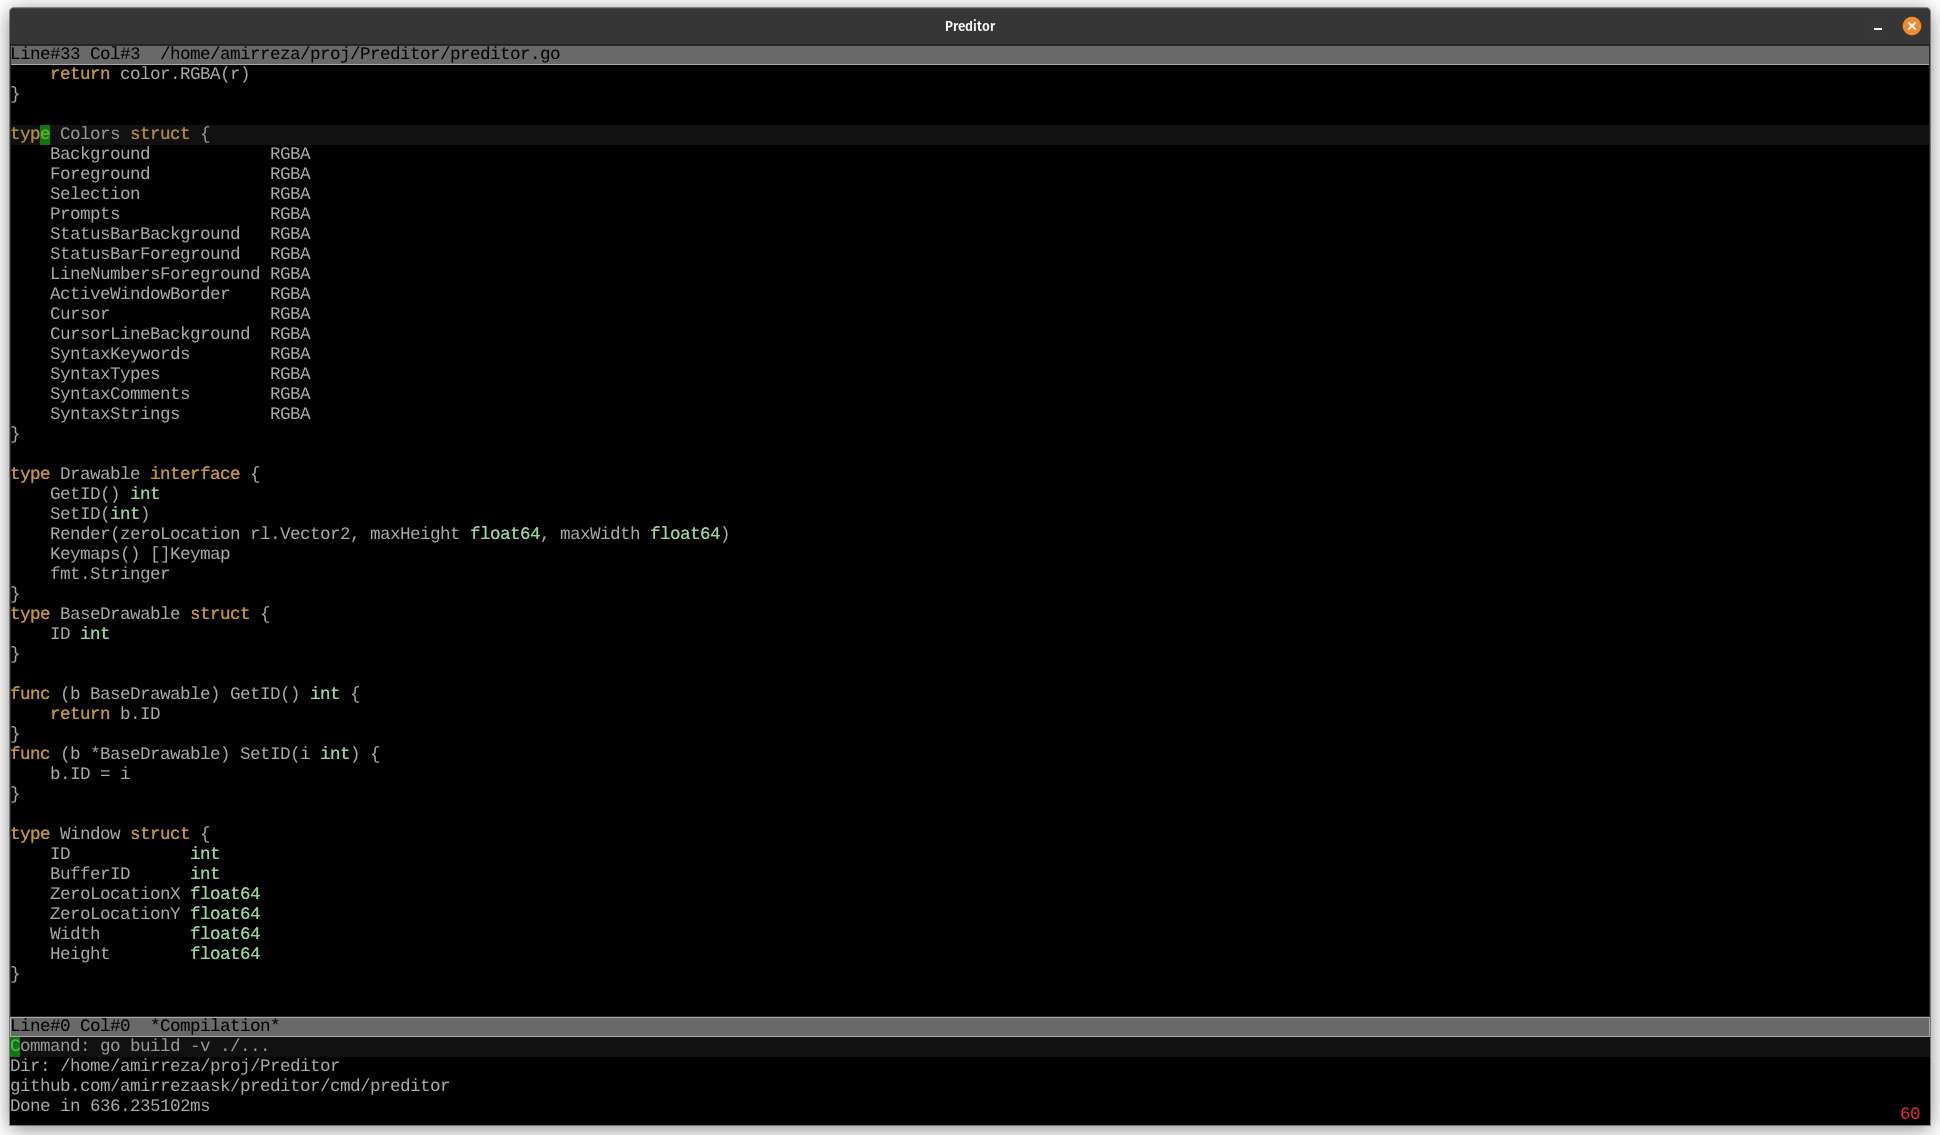 Preditor
Line#33 Col#3  /home/amirreza/proj/Preditor/preditor.go
    return color.RGBA(r)
}

type Colors struct {
    Background            RGBA
    Foreground            RGBA
    Selection             RGBA
    Prompts               RGBA
    StatusBarBackground   RGBA
    StatusBarForeground   RGBA
    LineNumbersForeground RGBA
    ActiveWindowBorder    RGBA
    Cursor                RGBA
    CursorLineBackground  RGBA
    SyntaxKeywords        RGBA
    SyntaxTypes           RGBA
    SyntaxComments        RGBA
    SyntaxStrings         RGBA
}

type Drawable interface {
    GetID() int
    SetID(int)
    Render(zeroLocation rl.Vector2, maxHeight float64, maxWidth float64)
    Keymaps() []Keymap
    fmt.Stringer
}
type BaseDrawable struct {
    ID int
}

func (b BaseDrawable) GetID() int {
    return b.ID
}
func (b *BaseDrawable) SetID(i int) {
    b.ID = i
}

type Window struct {
    ID            int
    BufferID      int
    ZeroLocationX float64
    ZeroLocationY float64
    Width         float64
    Height        float64
}

Line#0 Col#0  *Compilation*
Command: go build -v ./...
Dir: /home/amirreza/proj/Preditor
github.com/amirrezaask/preditor/cmd/preditor
Done in 636.235102ms
60